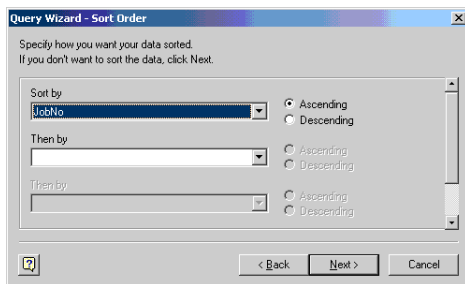 Query Wizard - Sort Order
Specify how you want your data sorted.
If you don't want to sort the data, click Next.
Sort by
JobNo
Ascending
Descending
Then by
Ascending
Descending
Then by
Ascending
Descending
< Back
Next >
Cancel